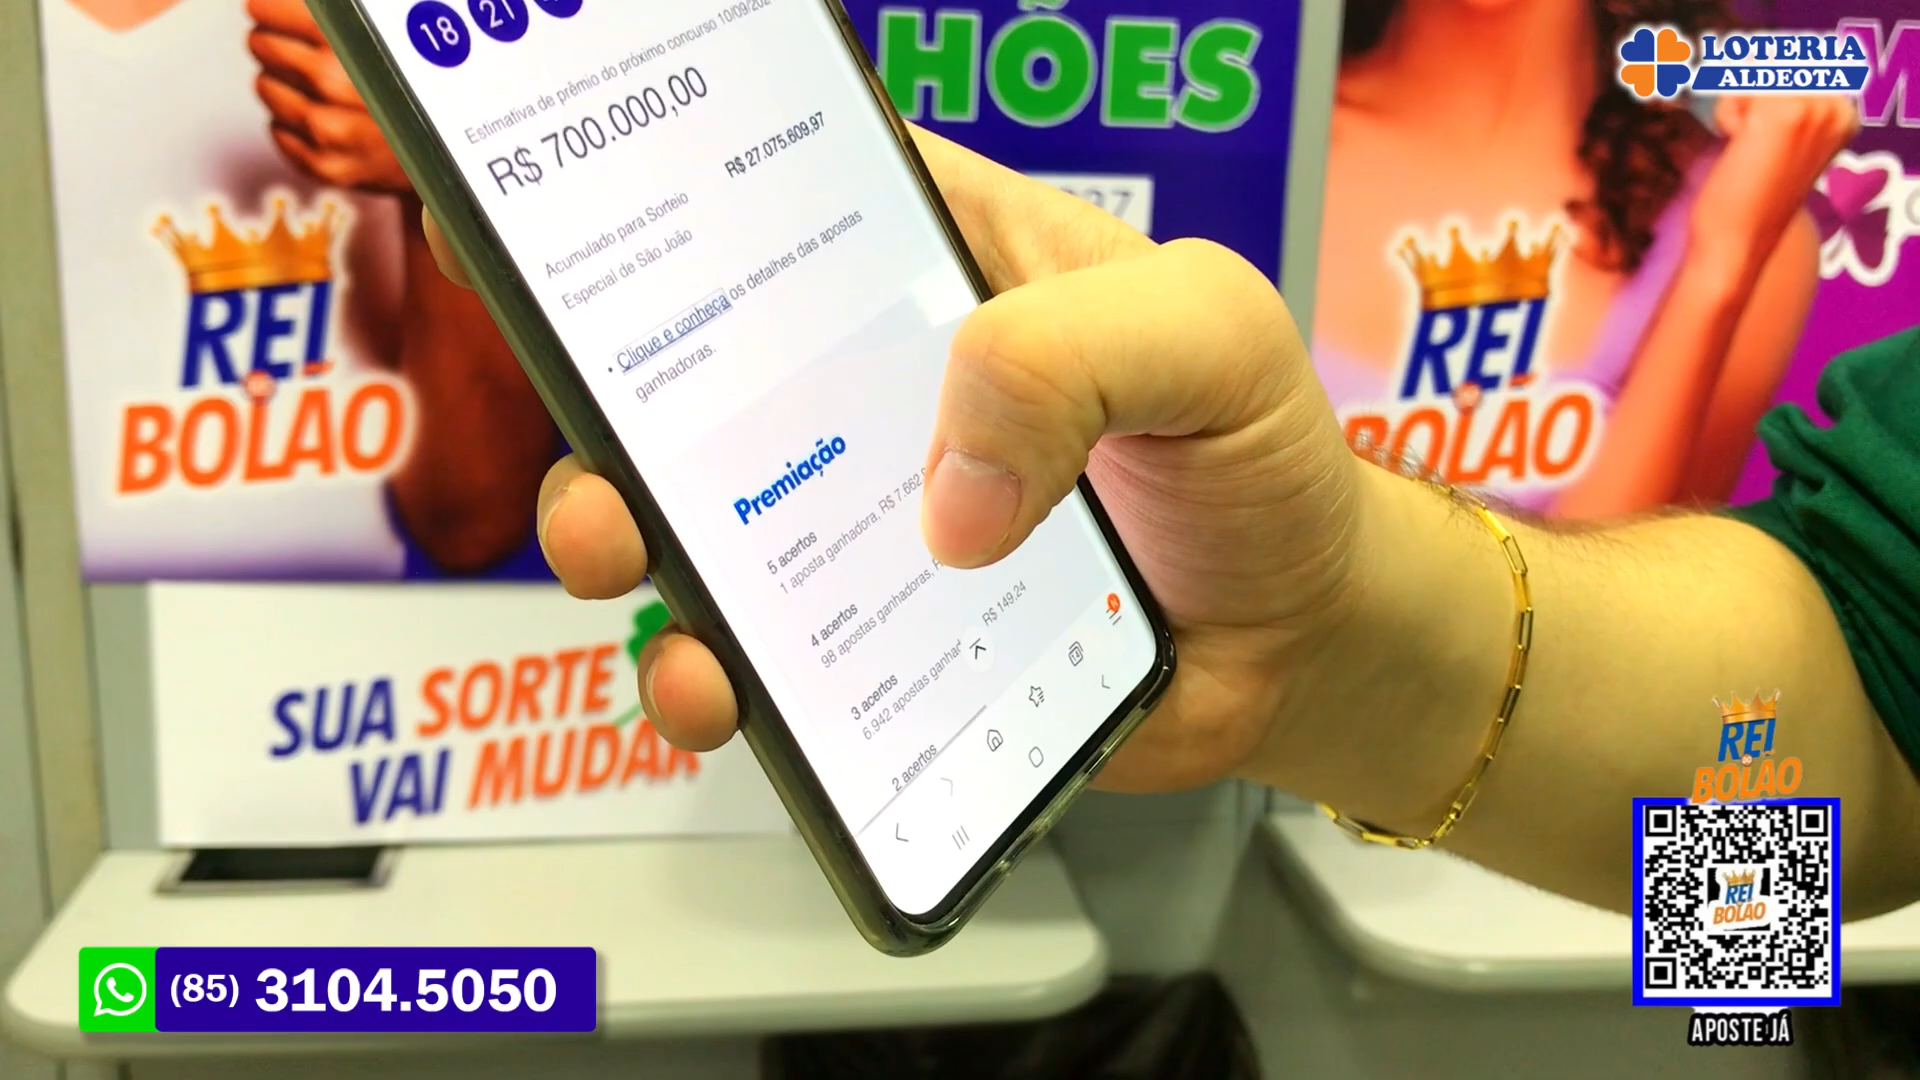 18 21
Estimativa de prêmio do próximo concurso 10/09/202
R$ 700.000,00
Acumulado para Sorteio
Especial de São João
R$ 27.075.609,97
• Clique e conheça os detalhes das apostas
ganhadoras.
Premiação
5 acertos
1 aposta ganhadora, R$ 7.662,
4 acertos
98 apostas ganhadoras,
3 acertos
6.942 apostas ganhad R$ 149,24
2 acertos
HÕES
LOTERIA
ALDEOTA
REI
DO
BOLÃO
REI
DO
BOLÃO
SUA SORTE
VAI MUDAR
(85) 3104.5050
REI
DO
BOLÃO
REI
BOLÃO
APOSTE JÁ